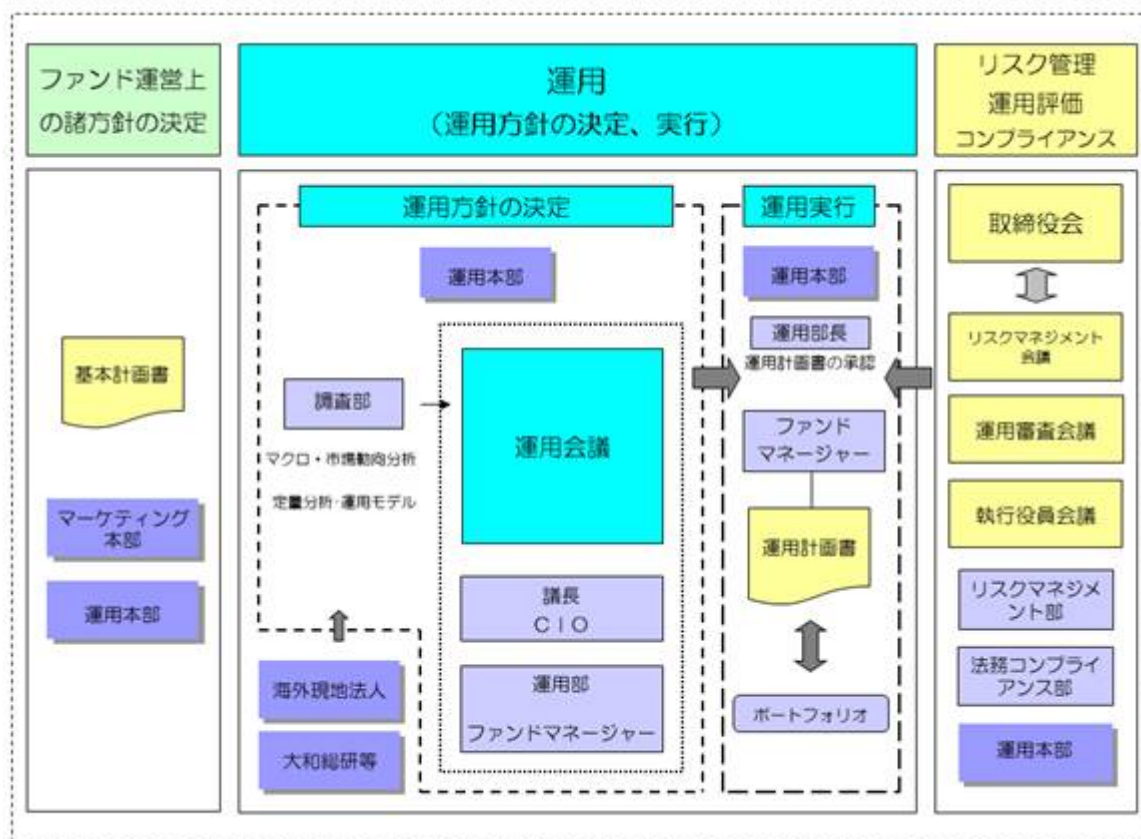 ファンド運営上
の諸方針の決定
運用
（運用方針の決定、実行）
リスク管理
運用評価
コンプライアンス
基本計画書
マーケティング
本部
運用本部
運用方針の決定
運用本部
調査部
マクロ・市場動向分析
定量分析・運用モデル
運用会議
議長
ＣＩＯ
運用部
ファンドマネージャー
海外現地法人
大和総研等
運用実行
運用本部
運用部長
運用計画書の承認
ファンド
マネージャー
運用計画書
ポートフォリオ
取締役会
リスクマネジメント
会議
運用審査会議
執行役員会議
リスクマネジメ
ント部
法務コンプライ
アンス部
運用本部